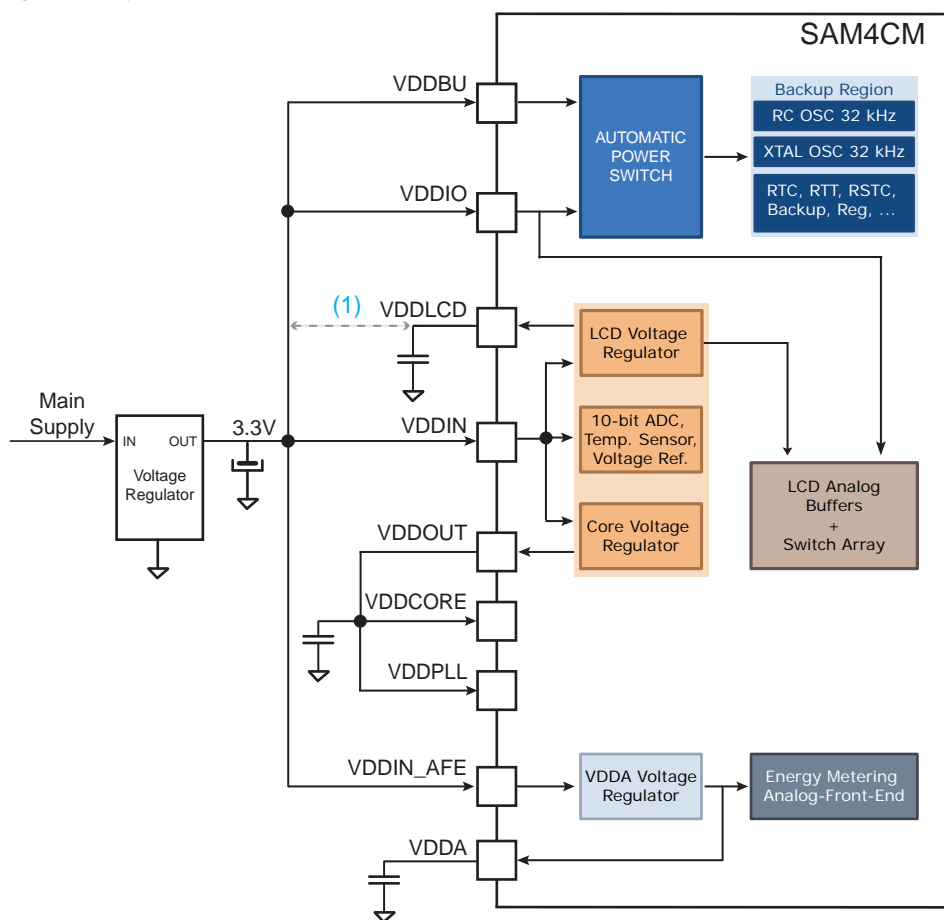 SAM4CM
VDDBU
AUTOMATIC
POWER
SWITCH
Backup Region
RC OSC 32 kHz
XTAL OSC 32 kHz
RTC, RTT, RSTC,
Backup, Reg, ...
VDDIO
(1)
VDDLCD
LCD Voltage
Regulator
Main
Supply
IN
OUT
Voltage
Regulator
3.3V
VDDIN
10-bit ADC,
Temp. Sensor,
Voltage Ref.
LCD Analog
Buffers
+
Switch Array
VDDOUT
Core Voltage
Regulator
VDDCORE
VDDPLL
VDDIN_AFE
VDDA Voltage
Regulator
Energy Metering
Analog-Front-End
VDDA